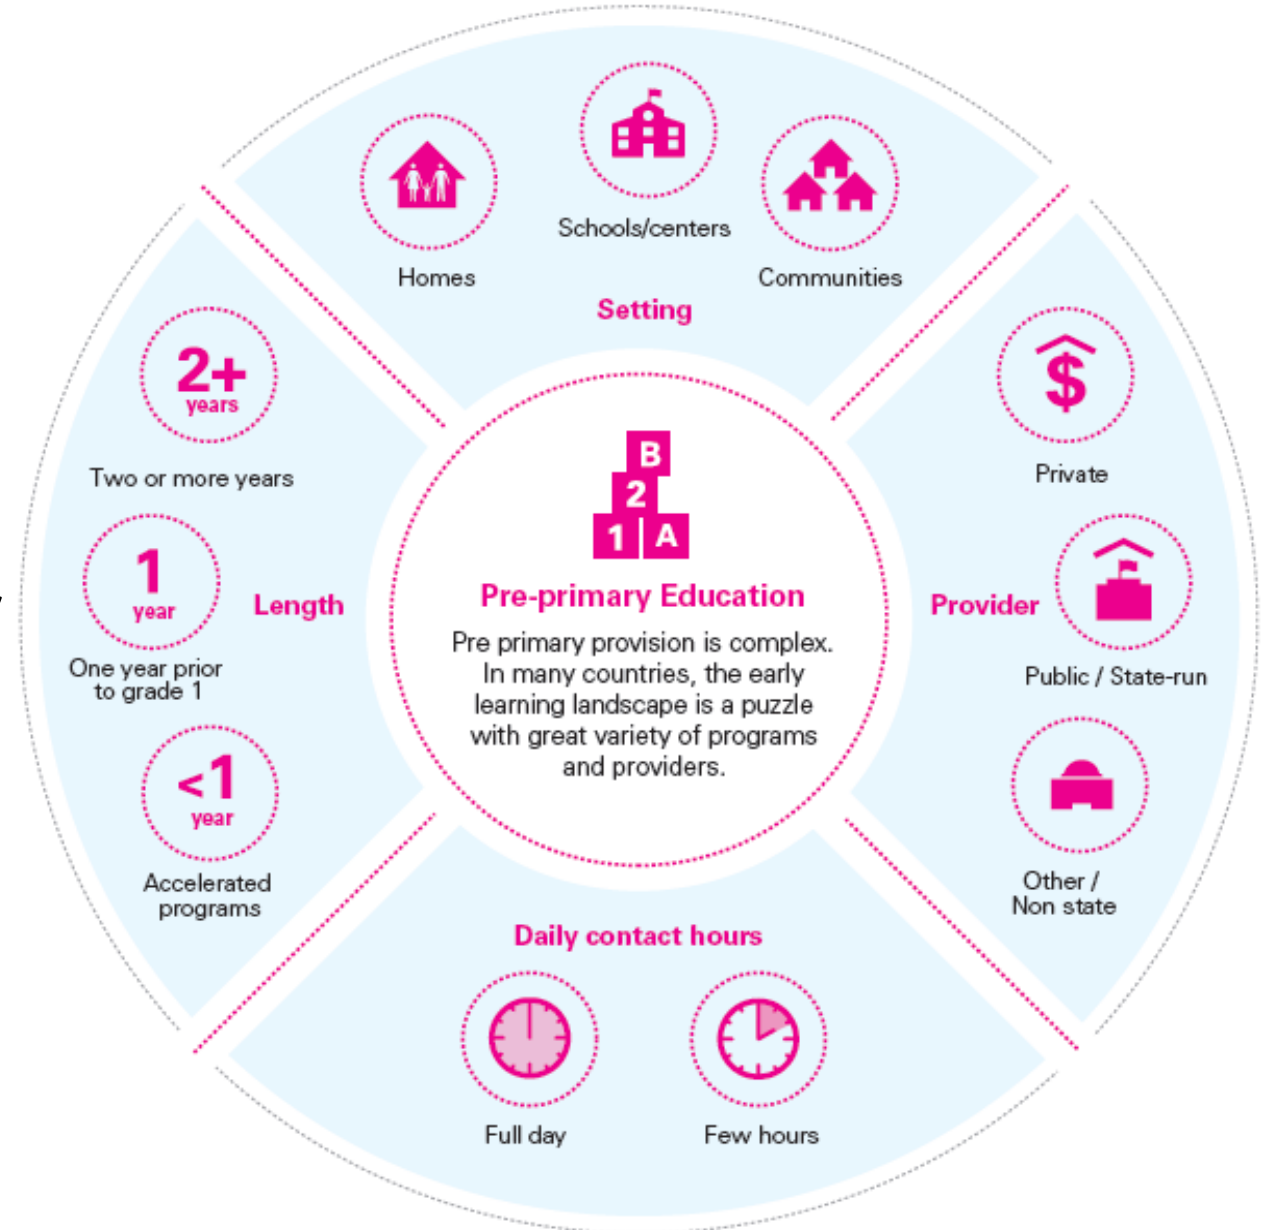 Homes
Schools/centers
Communities
Setting
2+
years
Two or more years
1
year
One year prior
to grade 1
<1
year
Accelerated
programs
Length
B
2
1 A
Pre-primary Education
Pre primary provision is complex.
In many countries, the early
learning landscape is a puzzle
with great variety of programs
and providers.
Provider
$
Private
Public / State-run
Other /
Non state
Daily contact hours
Full day
Few hours